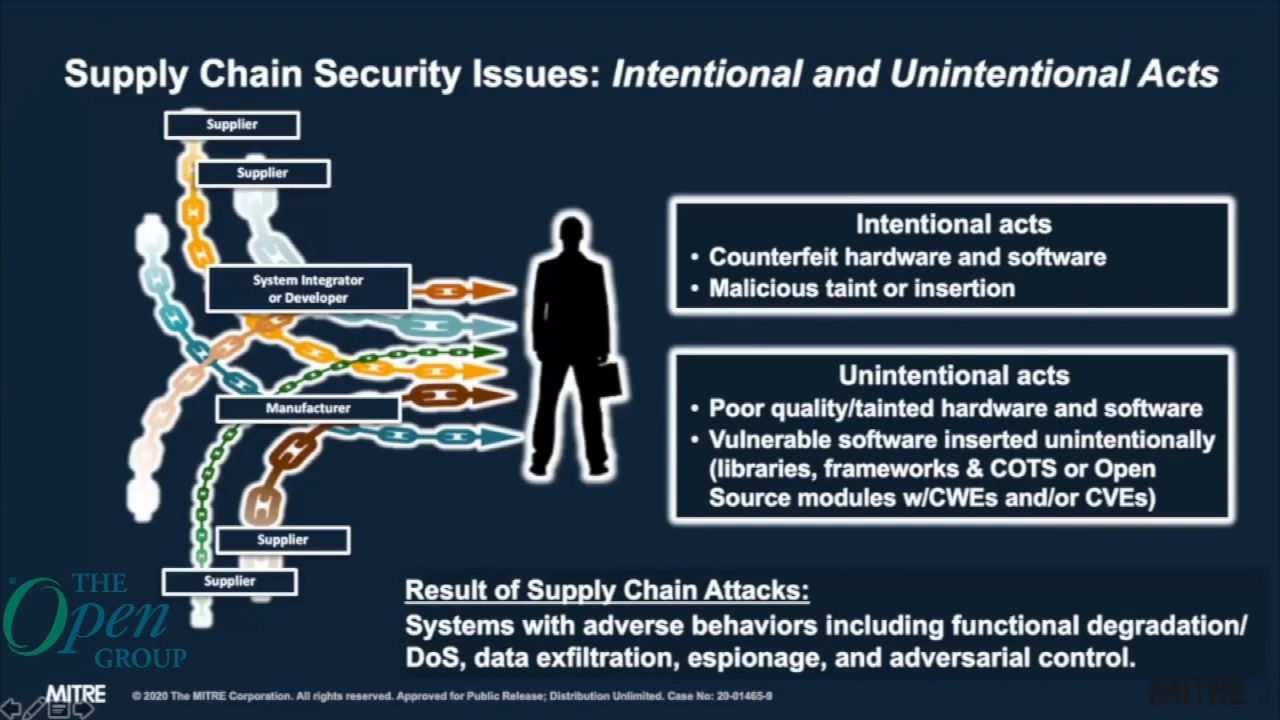 Supply Chain Security Issues: Intentional and Unintentional Acts
Supplier
Supplier
System Integrator
or Developer
Manufacturer
Supplier
Supplier
Intentional acts
• Counterfeit hardware and software
• Malicious taint or insertion
Unintentional acts
• Poor quality/tainted hardware and software
• Vulnerable software inserted unintentionally
(libraries, frameworks & COTS or Open
Source modules w/CWEs and/or CVEs)
Result of Supply Chain Attacks:
Systems with adverse behaviors including functional degradation/
DoS, data exfiltration, espionage, and adversarial control.
THE
Open
GROUP
MITRE
© 2020 The MITRE Corporation. All rights reserved. Approved for Public Release; Distribution Unlimited. Case No: 20-01465-9
MITRE